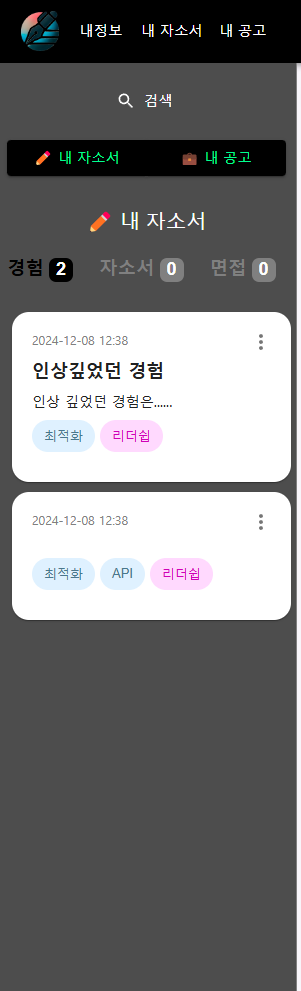 내정보 내 자소서 내 공고
검색
내 자소서 내 공고
내 자소서
경험 2 자소서 0 면접 0
2024-12-08 12:38
인상깊었던 경험
인상 깊었던 경험은......
최적화 리더쉽
2024-12-08 12:38
최적화 API 리더쉽